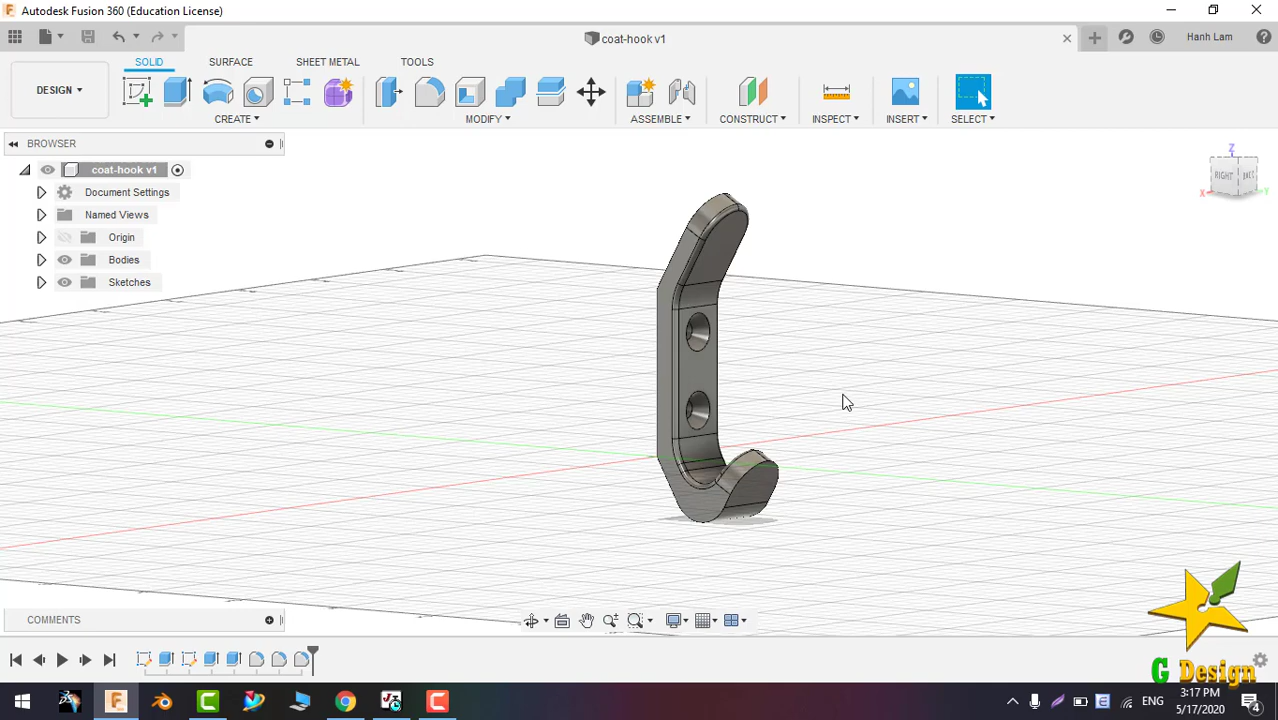 Autodesk Fusion 360 (Education License)
coat-hook v1
Hanh Lam
DESIGN
SOLID
SURFACE
SHEET METAL
TOOLS
CREATE
MODIFY
ASSEMBLE
CONSTRUCT
INSPECT
INSERT
SELECT
BROWSER
coat-hook v1
Document Settings
Named Views
Origin
Bodies
Sketches
Z
RIGHT
X
Y
COMMENTS
G Design
ENG
3:17 PM
5/17/2020
4